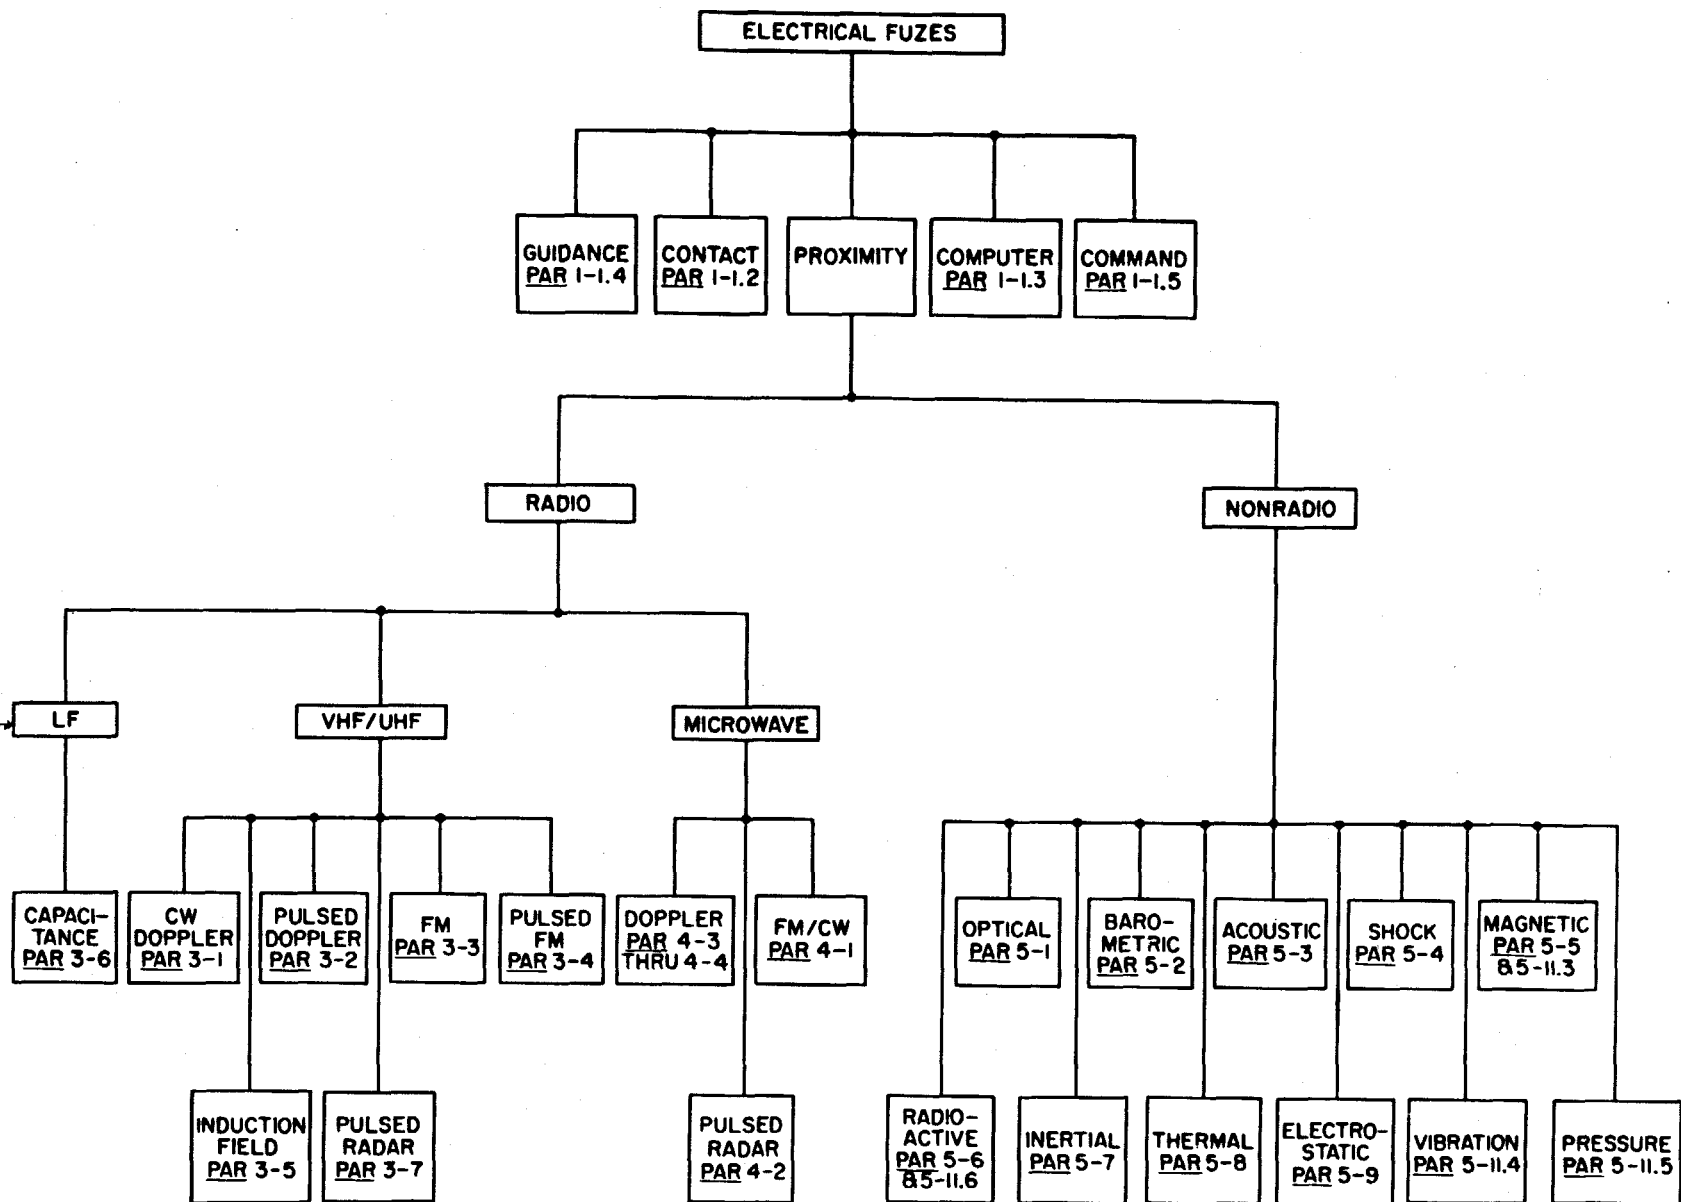 ELECTRICAL FUZES
GUIDANCE
PAR 1-1.4
CONTACT
PAR 1-1.2
PROXIMITY
COMPUTER
PAR 1-1.3
COMMAND
PAR 1-1.5
RADIO
NONRADIO
LF
VHF/UHF
MICROWAVE
CAPACI-
TANCE
PAR 3-6
CW
DOPPLER
PAR 3-1
PULSED
DOPPLER
PAR 3-2
FM
PAR 3-3
PULSED
FM
PAR 3-4
DOPPLER
PAR 4-3
THRU 4-4
FM/CW
PAR 4-1
OPTICAL
PAR 5-1
BARO-
METRIC
PAR 5-2
ACOUSTIC
PAR 5-3
SHOCK
PAR 5-4
MAGNETIC
PAR 5-5
&5-11.3
INDUCTION
FIELD
PAR 3-5
PULSED
RADAR
PAR 3-7
PULSED
RADAR
PAR 4-2
RADIO-
ACTIVE
PAR 5-6
&5-11.6
INERTIAL
PAR 5-7
THERMAL
PAR 5-8
ELECTRO-
STATIC
PAR 5-9
VIBRATION
PAR 5-11.4
PRESSURE
PAR 5-11.5